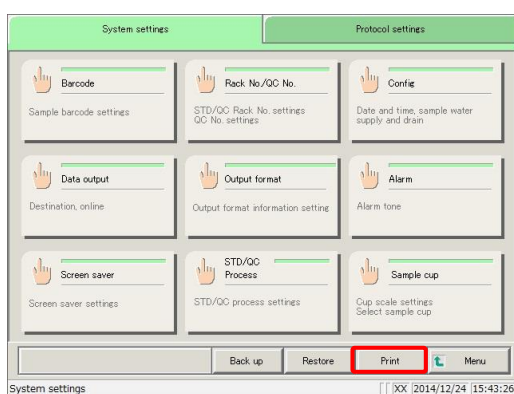 System settings
Protocol settings
Barcode
Sample barcode settings
Rack No./QC No.
STD/QC Rack No. settings
QC No. settings
Config
Date and time, sample water
supply and drain
Data output
Destination, online
Output format
Output format information setting
Alarm
Alarm tone
Screen saver
Screen saver settings
STD/QC
Process
STD/QC process settings
Sample cup
Cup scale settings
Select sample cup
Back up
Restore
Print
Menu
System settings
XX 2014/12/24 15:43:26